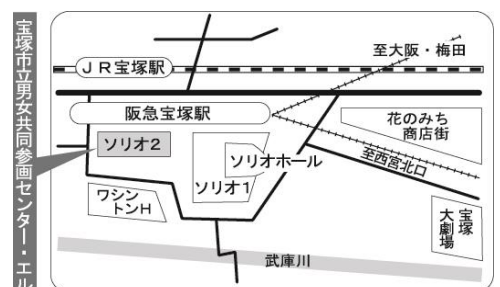 宝塚市立男女共同参画センター・エル
JR宝塚駅
至大阪・梅田
阪急宝塚駅
花のみち
商店街
ソリオ2
ソリオホール
ソリオ1
至西宮北口
ワシン
トンH
宝塚
大劇場
武庫川